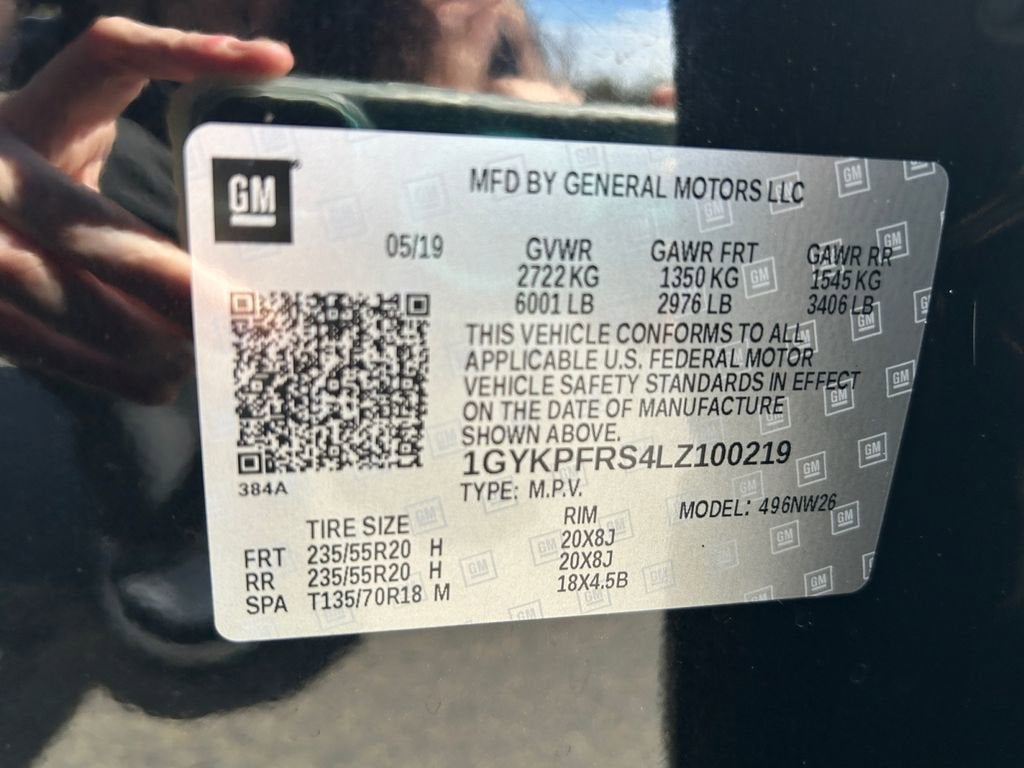 GM
MFD BY GENERAL MOTORS LLC
05/19 GVWR GAWR FRT GAWR RR
2722 KG 1350 KG 1545 KG
6001 LB 2976 LB 3406 LB
THIS VEHICLE CONFORMS TO ALL
APPLICABLE U.S. FEDERAL MOTOR
VEHICLE SAFETY STANDARDS IN EFFECT
ON THE DATE OF MANUFACTURE
SHOWN ABOVE.
1GYKPFRS4LZ100219
384A
TYPE: M.P.V. MODEL: 496NW26
TIRE SIZE RIM
FRT 235/55R20 H 20X8J
RR 235/55R20 H 20X8J
SPA T135/70R18 M 18X4.5B